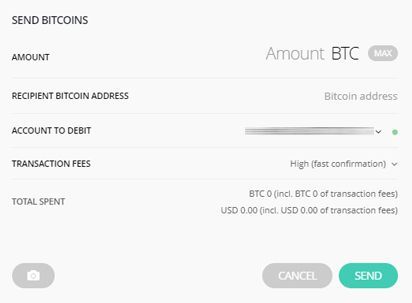 SEND BITCOINS
AMOUNT Amount BTC MAX
RECIPIENT BITCOIN ADDRESS Bitcoin address
ACCOUNT TO DEBIT
TRANSACTION FEES High (fast confirmation)
TOTAL SPENT BTC 0 (incl. BTC 0 of transaction fees)
USD 0.00 (incl. USD 0.00 of transaction fees)
CANCEL SEND